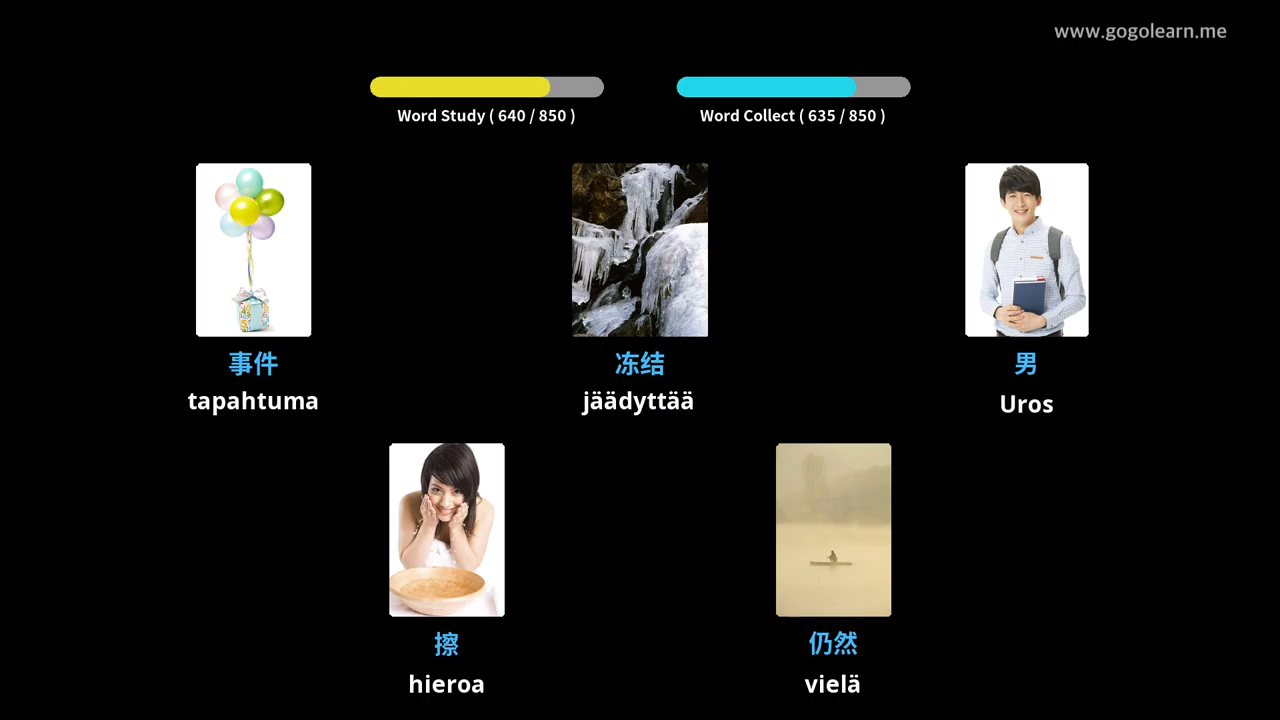 www.gogolearn.me
Word Study ( 640 / 850 )
Word Collect ( 635 / 850 )
事件
tapahtuma
冻结
jäädyttää
男
Uros
擦
hieroa
仍然
vielä